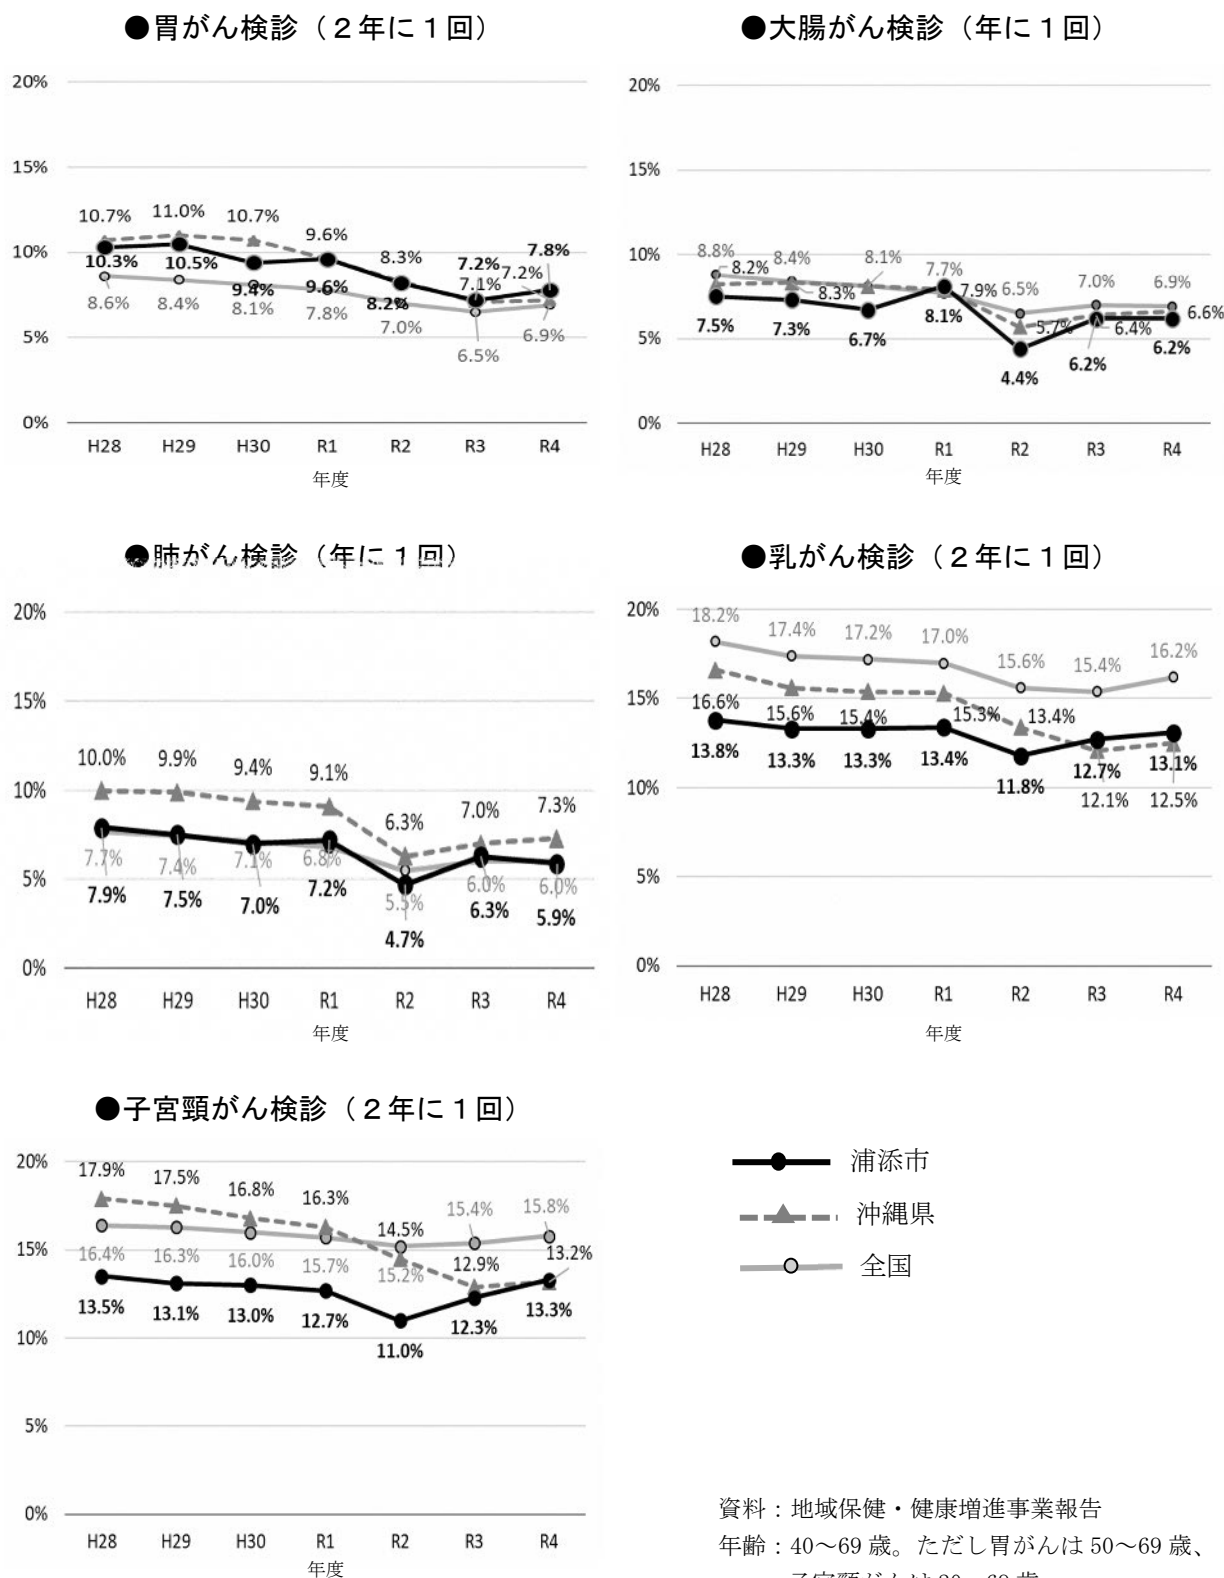 ●胃がん検診（２年に１回）
20%
15%
10%
5%
0%
10.7% 11.0% 10.7% 9.6% 8.3% 7.1% 7.2%
10.3% 10.5% 9.4% 9.6% 8.2% 7.2% 7.8%
8.6% 8.4% 8.1% 7.8% 7.0% 6.5% 6.9%
H28 H29 H30 R1 R2 R3 R4
年度
●大腸がん検診（年に１回）
20%
15%
10%
5%
0%
8.8% 8.4% 8.1% 7.7% 6.5% 7.0% 6.9%
8.2% 8.3% 7.9% 5.7% 6.4% 6.6%
7.5% 7.3% 6.7% 8.1% 4.4% 6.2% 6.2%
H28 H29 H30 R1 R2 R3 R4
年度
●肺がん検診（年に１回）
20%
15%
10%
5%
0%
10.0% 9.9% 9.4% 9.1% 6.3% 7.0% 7.3%
7.7% 7.4% 7.1% 6.8% 5.5% 6.0% 6.0%
7.9% 7.5% 7.0% 7.2% 4.7% 6.3% 5.9%
H28 H29 H30 R1 R2 R3 R4
年度
●乳がん検診（２年に１回）
20%
15%
10%
5%
0%
18.2% 17.4% 17.2% 17.0% 15.6% 15.4% 16.2%
16.6% 15.6% 15.4% 15.3% 13.4% 12.1% 12.5%
13.8% 13.3% 13.3% 13.4% 11.8% 12.7% 13.1%
H28 H29 H30 R1 R2 R3 R4
年度
●子宮頸がん検診（２年に１回）
20%
15%
10%
5%
0%
17.9% 17.5% 16.8% 16.3% 14.5% 12.9% 13.2%
16.4% 16.3% 16.0% 15.7% 15.2% 15.4% 15.8%
13.5% 13.1% 13.0% 12.7% 11.0% 12.3% 13.3%
H28 H29 H30 R1 R2 R3 R4
年度
浦添市
沖縄県
全国
資料：地域保健・健康増進事業報告
年齢：40～69 歳。ただし胃がんは 50～69 歳、